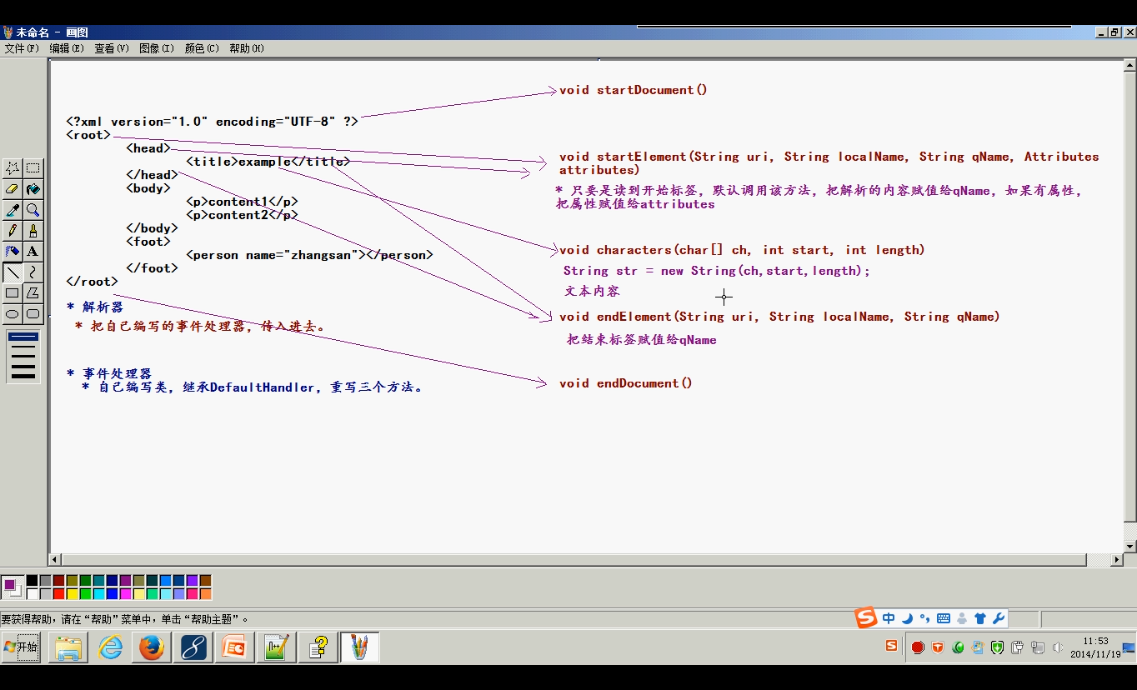 未命名 - 画图
文件(F) 编辑(E) 查看(V) 图像(I) 颜色(C) 帮助(H)
void startDocument()
<?xml version="1.0" encoding="UTF-8" ?>
<root>
<head>
<title>example</title>
</head>
<body>
<p>content1</p>
<p>content2</p>
</body>
<foot>
<person name="zhangsan"></person>
</foot>
</root>
* 解析器
* 把自己编写的事件处理器，传入进去。
* 事件处理器
* 自己编写类，继承DefaultHandler，重写三个方法。
void startElement(String uri, String localName, String qName, Attributes
attributes)
* 只要是读到开始标签，默认调用该方法，把解析的内容赋值给qName，如果有属性，
把属性赋值给attributes
void characters(char[] ch, int start, int length)
String str = new String(ch,start,length);
文本内容
void endElement(String uri, String localName, String qName)
把结束标签赋值给qName
void endDocument()
要获得帮助，请在“帮助”菜单中，单击“帮助主题”。
中
开始
11:53
2014/11/19